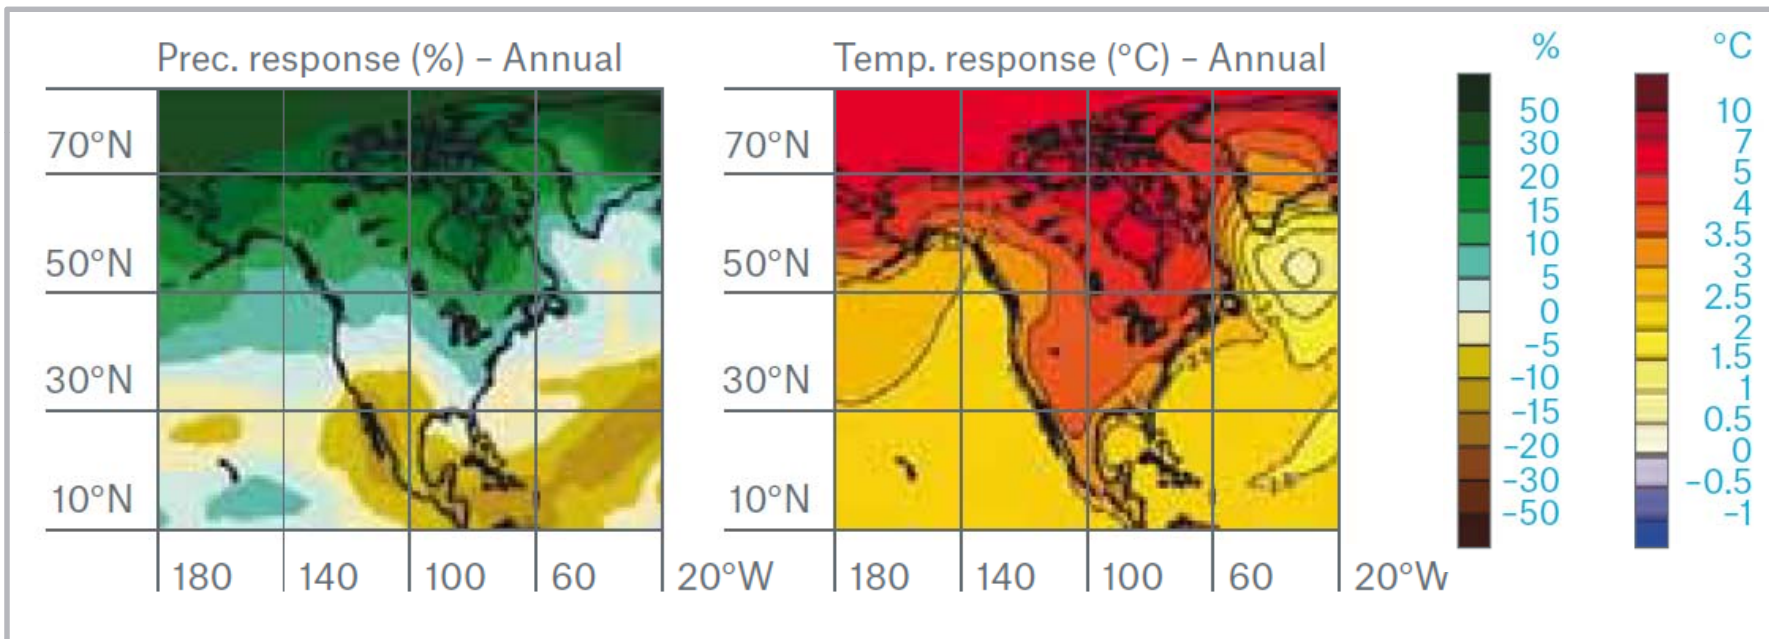 Prec. response (%) – Annual
70°N
50°N
30°N
10°N
180
140
100
60
20°W
Temp. response (°C) – Annual
70°N
50°N
30°N
10°N
180
140
100
60
20°W
%
50
30
20
15
10
5
0
–5
–10
–15
–20
–30
–50
°C
10
7
5
4
3.5
3
2.5
2
1.5
1
0.5
0
–0.5
–1